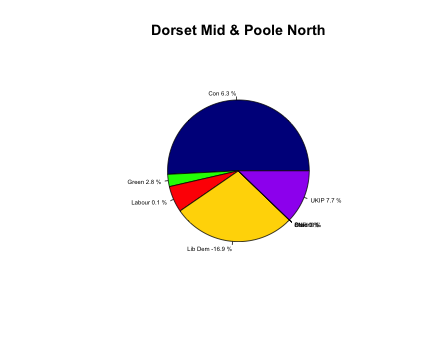 Dorset Mid & Poole North
Con 6.3 %
Green 2.8 %
Labour 0.1 %
UKIP 7.7 %
Lib Dem -16.9 %